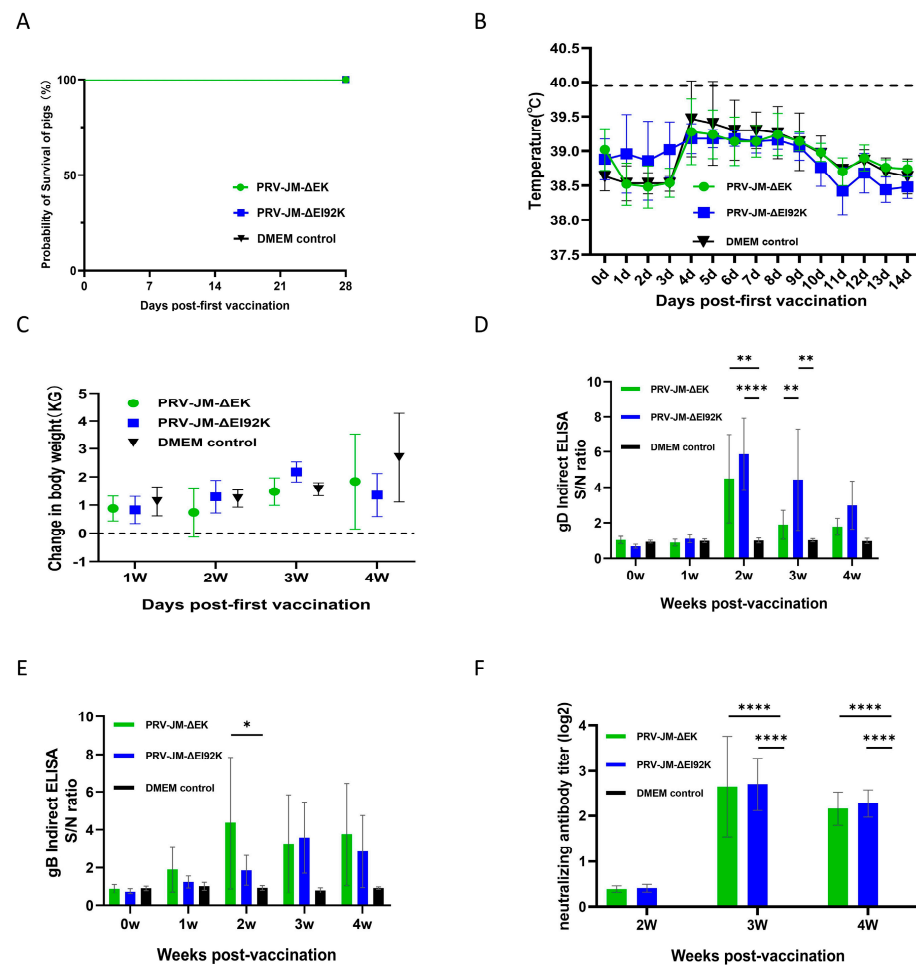 A
Probability of Survival of pigs (%)
100
50
0
PRV-JM-ΔEK
PRV-JM-ΔEI92K
DMEM control
0 7 14 21 28
Days post-first vaccination
B
Temperature(°C)
40.5
40.0
39.5
39.0
38.5
38.0
37.5
PRV-JM-ΔEK
PRV-JM-ΔEI92K
DMEM control
0d 1d 2d 3d 4d 5d 6d 7d 8d 9d 10d 11d 12d 13d 14d
Days post-first vaccination
C
Change in body weight(KG)
5
4
3
2
1
0
-1
PRV-JM-ΔEK
PRV-JM-ΔEI92K
DMEM control
1W 2W 3W 4W
Days post-first vaccination
D
gD Indirect ELISA
S/N ratio
10
8
6
4
2
0
PRV-JM-ΔEK
PRV-JM-ΔEI92K
DMEM control
** **
**** **
0w 1w 2w 3w 4w
Weeks post-vaccination
E
gB Indirect ELISA
S/N ratio
10
8
6
4
2
0
PRV-JM-ΔEK
PRV-JM-ΔEI92K
DMEM control
*
0w 1w 2w 3w 4w
Weeks post-vaccination
F
neutralizing antibody titer (log2)
4
3
2
1
0
PRV-JM-ΔEK
PRV-JM-ΔEI92K
DMEM control
**** ****
**** ****
2W 3W 4W
Weeks post-vaccination